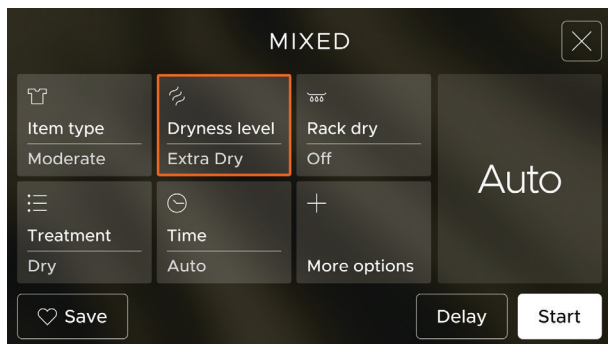 MIXED
Item type
Moderate
Dryness level
Extra Dry
Rack dry
Off
Auto
Treatment
Dry
Time
Auto
More options
Save
Delay
Start